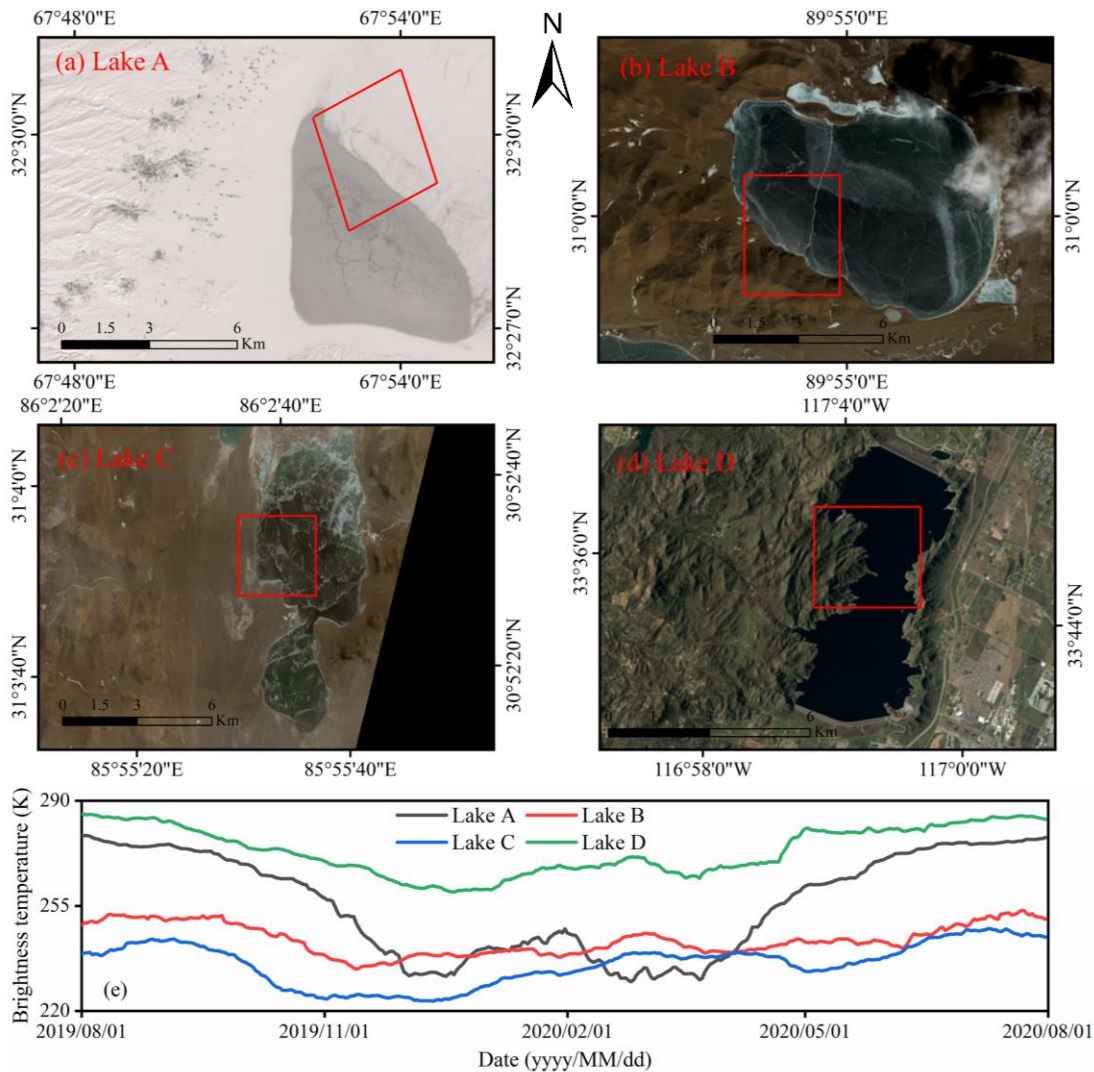 67°48'0"E 67°54'0"E N 89°55'0"E
(a) Lake A
(b) Lake B
32°30'0"N
32°30'0"N
31°0'0"N
31°0'0"N
0 1.5 3 6
Km
32°27'0"N
0 1.5 3 6
Km
67°48'0"E 67°54'0"E 89°55'0"E
86°2'20"E 86°2'40"E 117°4'0"W
(c) Lake C
(d) Lake D
31°4'0"N
30°52'40"N
33°36'0"N
33°44'0"N
31°3'40"N
30°52'20"N
0 1.5 3 6
Km
0 1.5 3 6
Km
85°55'20"E 85°55'40"E 116°58'0"W 117°0'0"W
Brightness temperature (K)
290
255
220
Lake A Lake B
Lake C Lake D
(e)
2019/08/01 2019/11/01 2020/02/01 2020/05/01 2020/08/01
Date (yyyy/MM/dd)